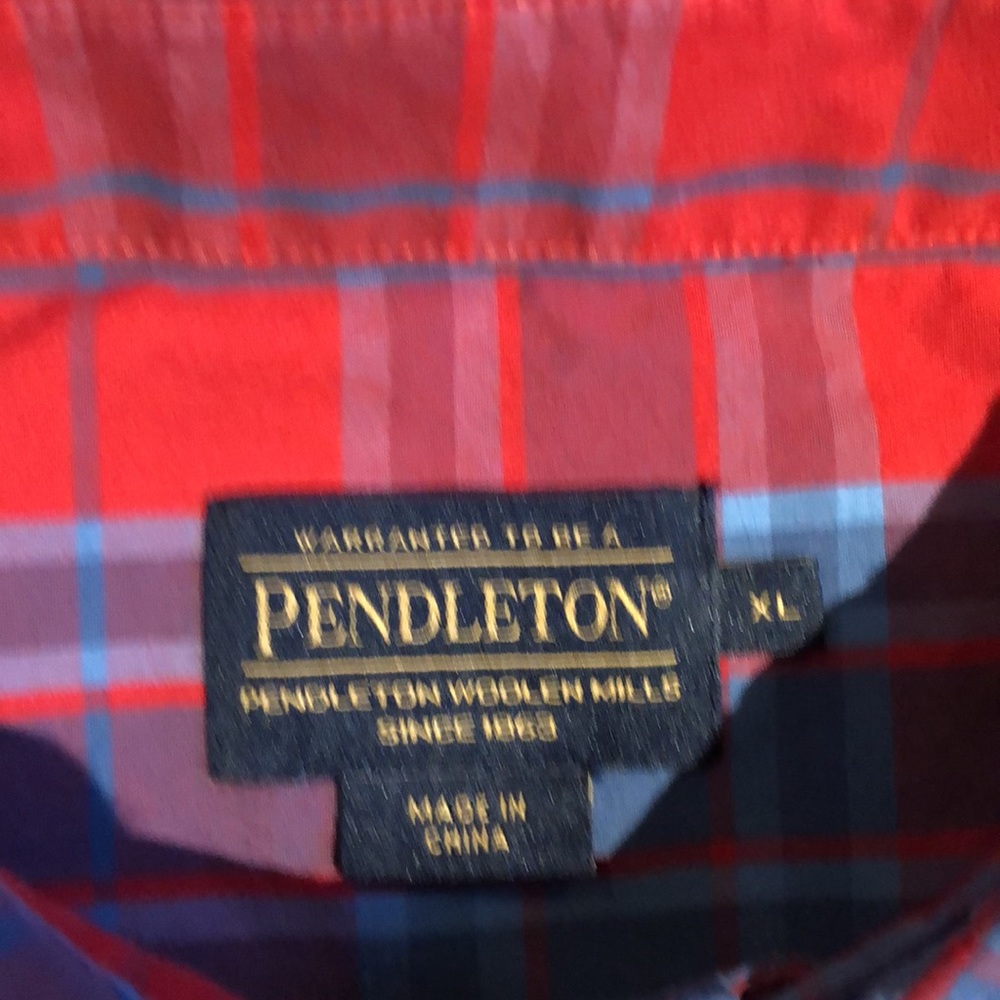 WARRANTED TO BE A
PENDLETON®
XL
PENDLETON WOOLEN MILLS
SINCE 1863
MADE IN
CHINA